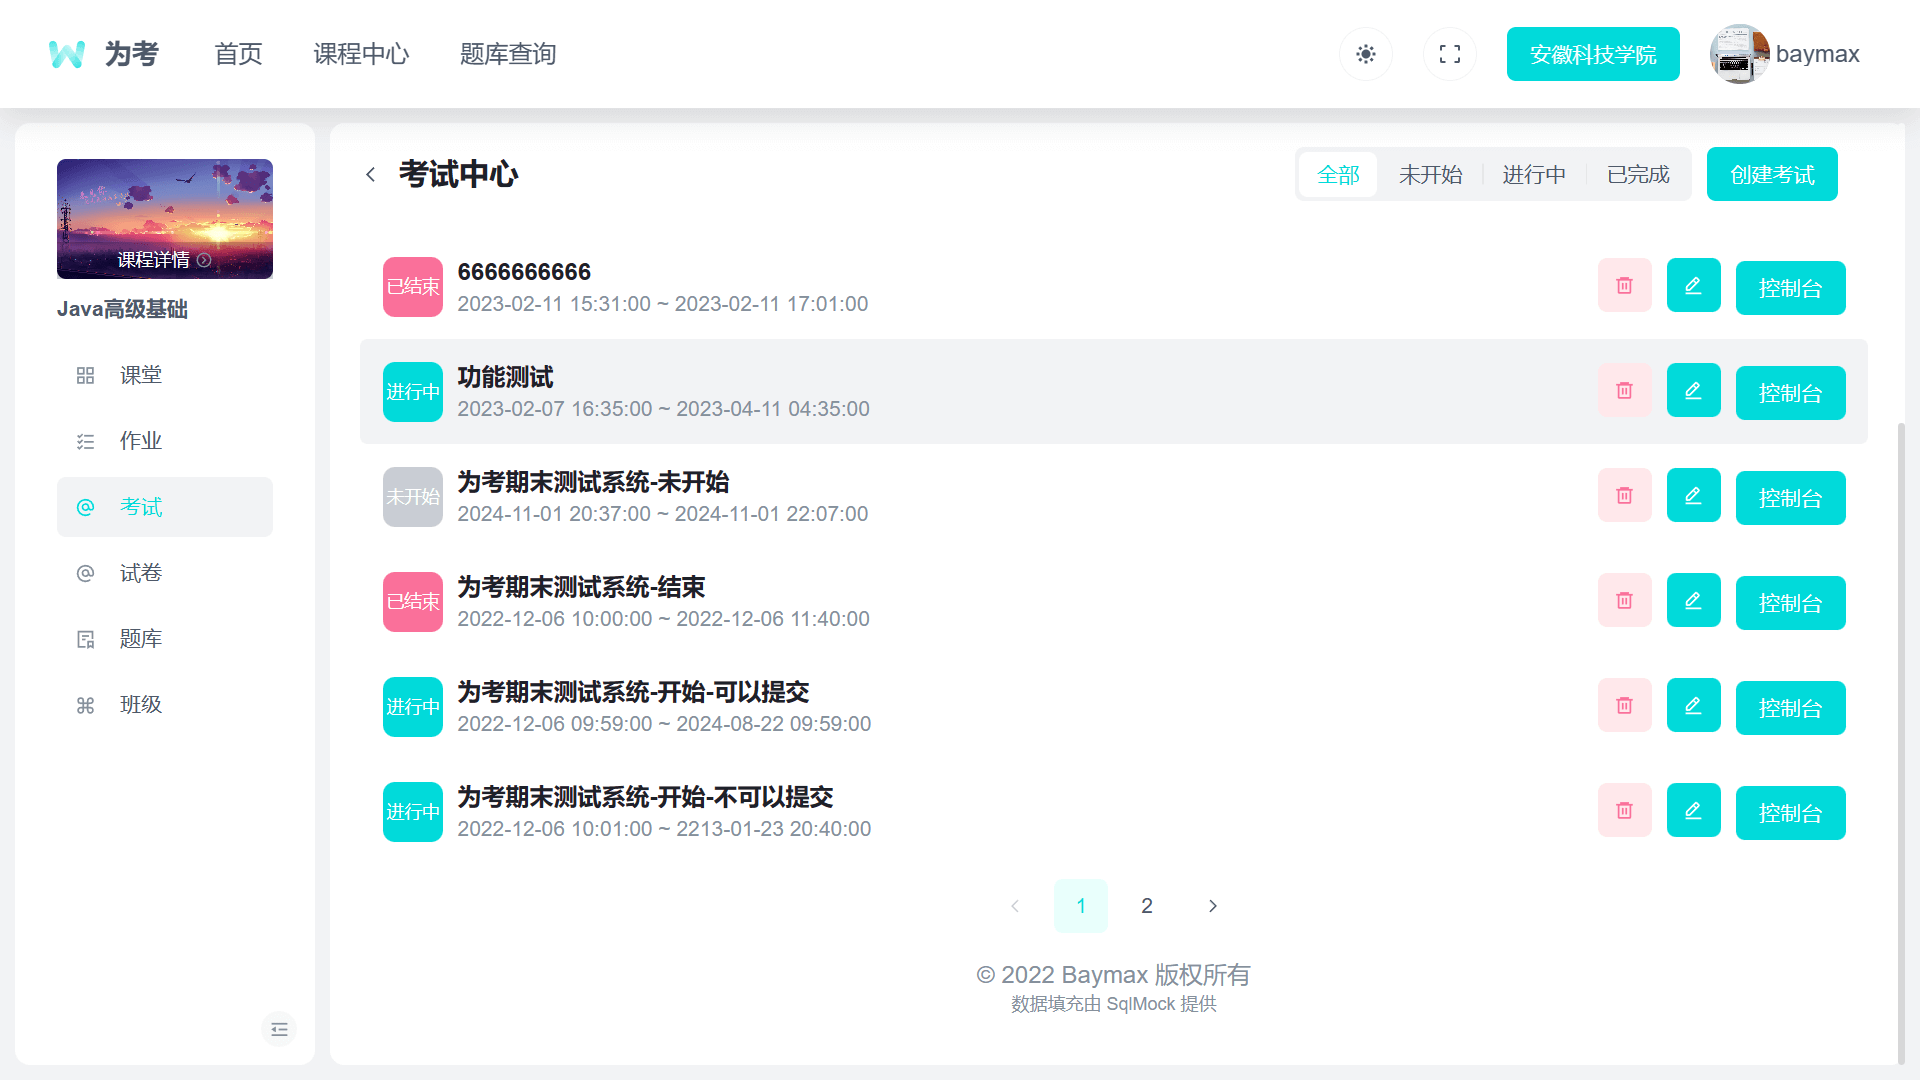 为考
首页
课程中心
题库查询
安徽科技学院
baymax
课程详情
Java高级基础
课堂
作业
考试
试卷
题库
班级
考试中心
全部
未开始
进行中
已完成
创建考试
已结束
6666666666
2023-02-11 15:31:00 ~ 2023-02-11 17:01:00
控制台
进行中
功能测试
2023-02-07 16:35:00 ~ 2023-04-11 04:35:00
控制台
未开始
为考期末测试系统-未开始
2024-11-01 20:37:00 ~ 2024-11-01 22:07:00
控制台
已结束
为考期末测试系统-结束
2022-12-06 10:00:00 ~ 2022-12-06 11:40:00
控制台
进行中
为考期末测试系统-开始-可以提交
2022-12-06 09:59:00 ~ 2024-08-22 09:59:00
控制台
进行中
为考期末测试系统-开始-不可以提交
2022-12-06 10:01:00 ~ 2213-01-23 20:40:00
控制台
1
2
© 2022 Baymax 版权所有
数据填充由 SqlMock 提供